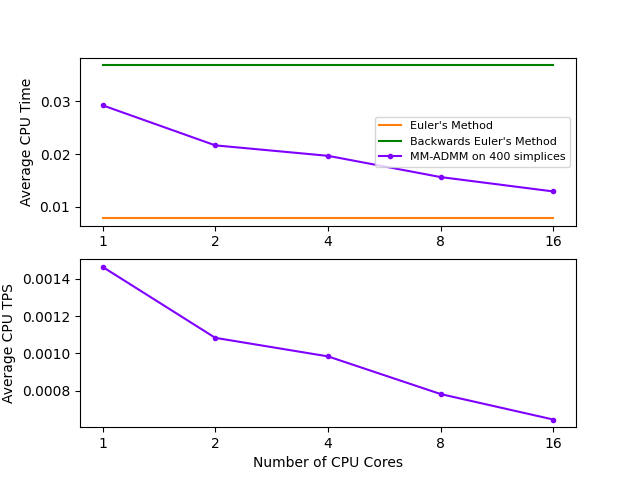 0.03
0.02
0.01
Average CPU Time
Euler's Method
Backwards Euler's Method
MM-ADMM on 400 simplices
1 2 4 8 16
0.0014
0.0012
0.0010
0.0008
Average CPU TPS
1 2 4 8 16
Number of CPU Cores